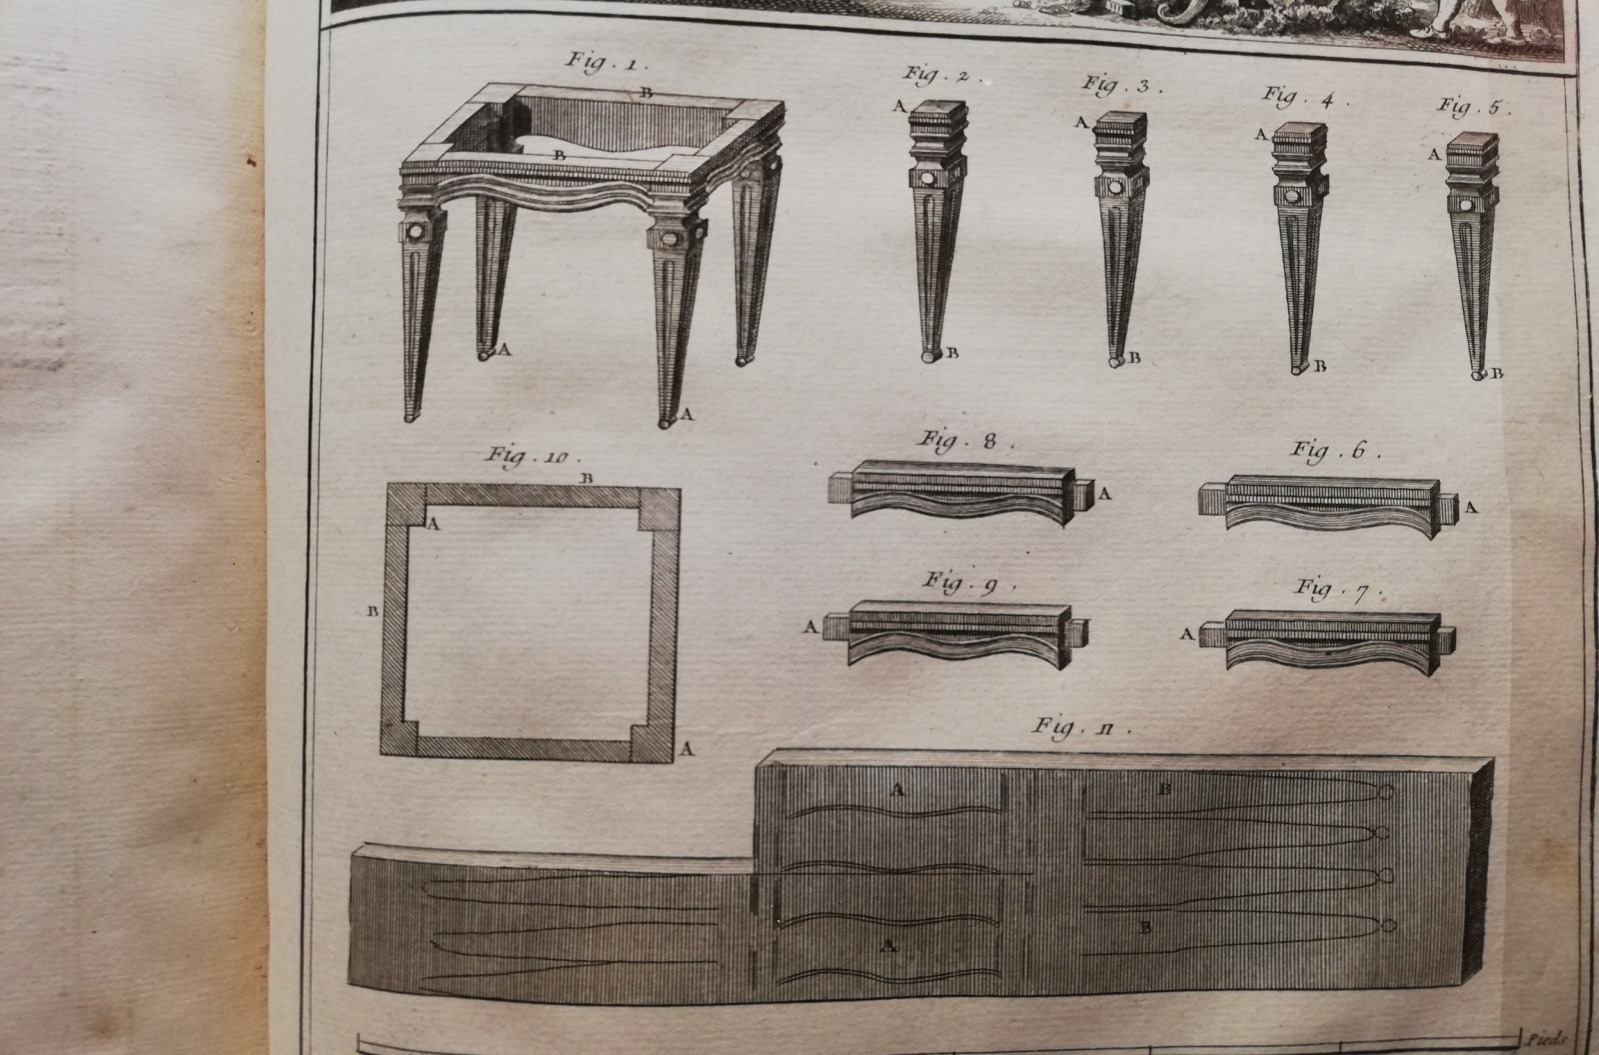 Fig. 1.
Fig. 2.
Fig. 3.
Fig. 4.
Fig. 5.
B
A
A
A
A
B
A
B
B
B
B
A
Fig. 10.
Fig. 8.
Fig. 6.
B
A
A
A
Fig. 9.
Fig. 7.
B
A
A
A
Fig. 11.
A
B
A
B
Pieds